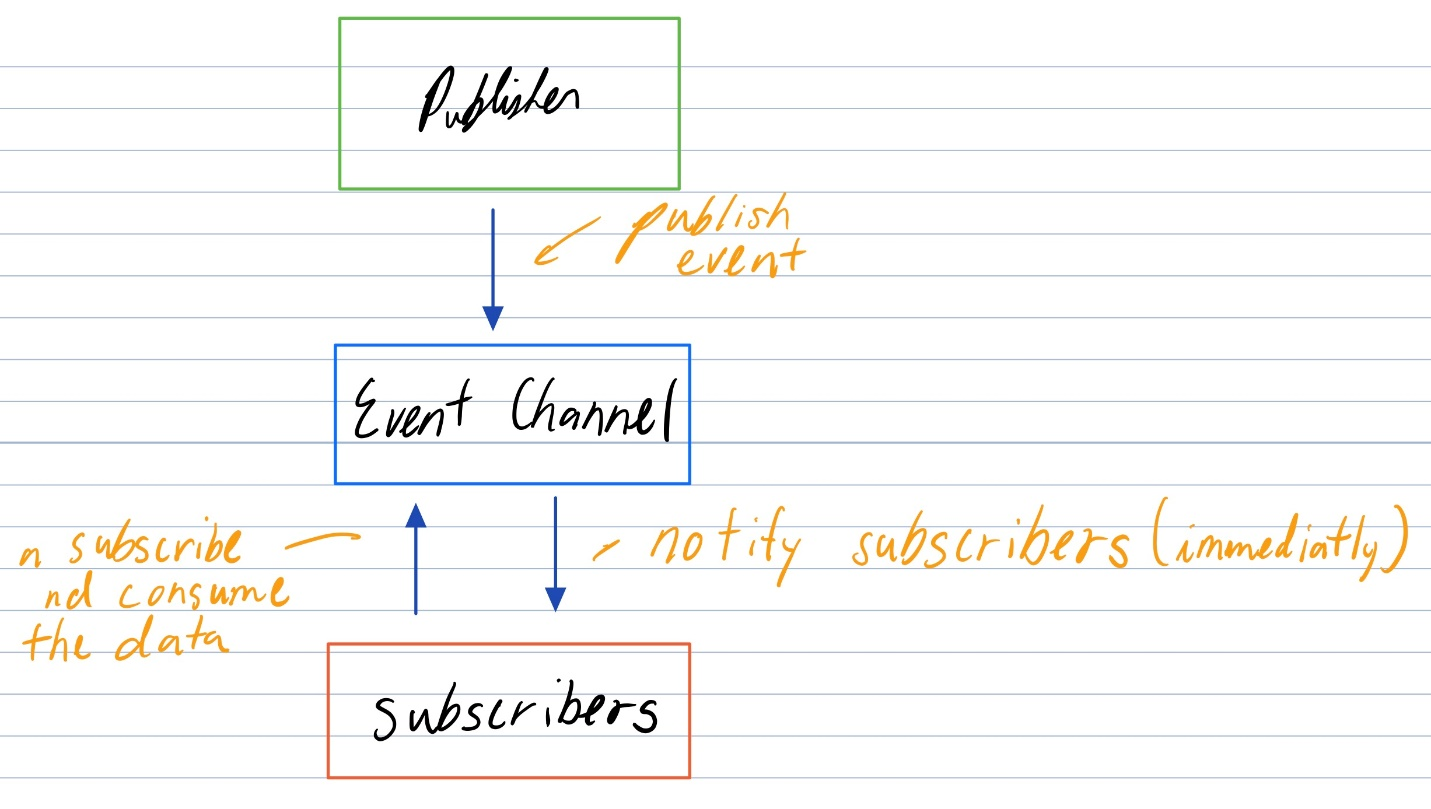 Publisher
publish
event
Event Channel
n subscribe
nd consume
the data
notify subscribers (immediatly)
subscribers